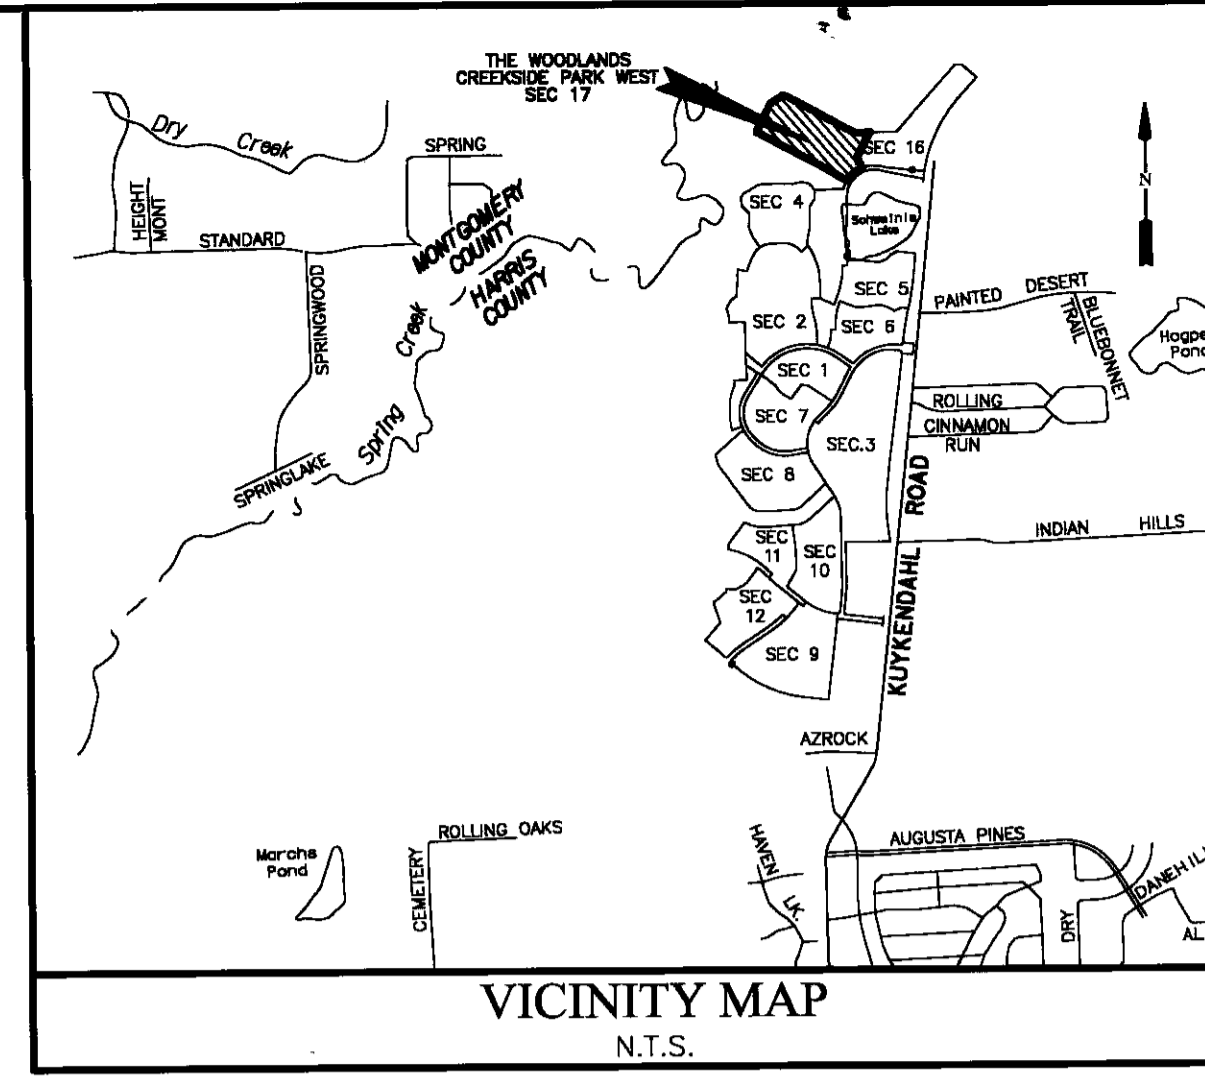 THE WOODLANDS
CREEKSIDE PARK WEST
SEC 17
Dry Creek
SPRING
SEC 16
N
HEIGHT
MONT
STANDARD
MONTGOMERY
COUNTY
HARRIS
COUNTY
SEC 4
Lake
SPRINGWOOD
Spring Creek
SEC 5
PAINTED DESERT
BLUEBONNET
TRAIL
SEC 2
SEC 6
Pond
SEC 1
ROLLING
SEC 7
CINNAMON
RUN
SEC.3
SPRINGLAKE
SEC 8
KUYKENDAHL ROAD
INDIAN HILLS
SEC
11
SEC
10
SEC
12
SEC 9
AZROCK
ROLLING OAKS
Marchs
Pond
CEMETERY
HAVEN
LK.
AUGUSTA PINES
DRY
VICINITY MAP
N.T.S.